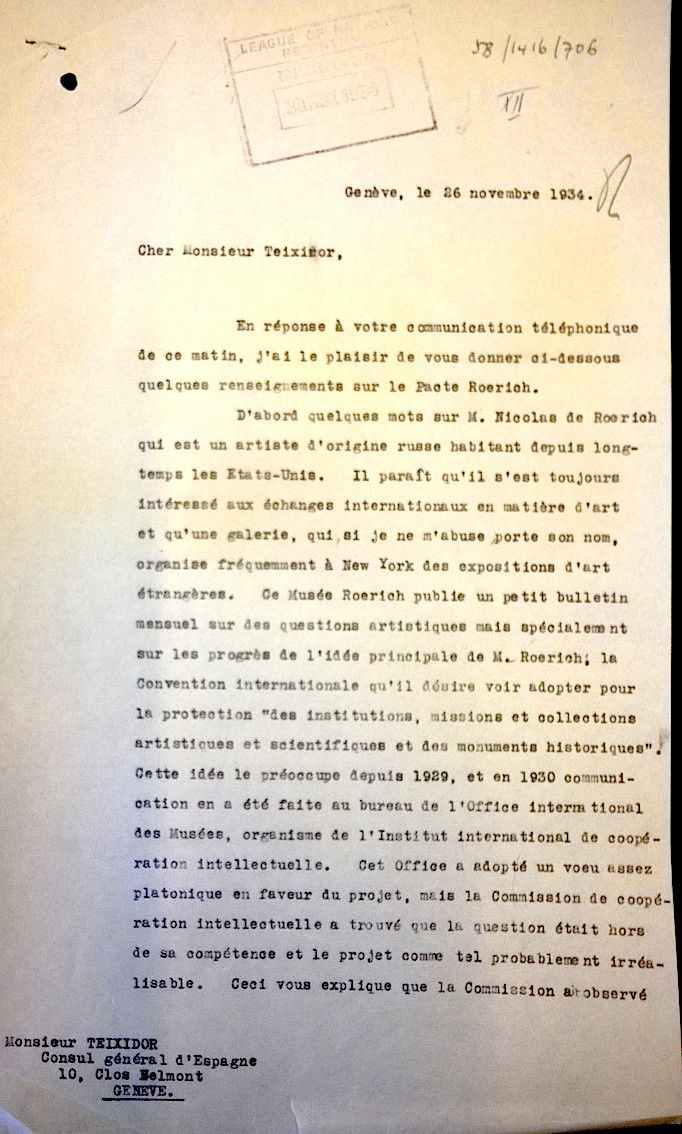 LEAGUE OF
58/1416/706
XII
Genève, le 26 novembre 1934.
Cher Monsieur Teixidor,
En réponse à votre communication téléphonique
de ce matin, j'ai le plaisir de vous donner ci-dessous
quelques renseignements sur le Pacte Roerich.
D'abord quelques mots sur M. Nicolas de Roerich
qui est un artiste d'origine russe habitant depuis long-
temps les Etats-Unis. Il paraît qu'il s'est toujours
intéressé aux échanges internationaux en matière d'art
et qu'une galerie, qui,si je ne m'abuse,porte son nom,
organise fréquemment à New York des expositions d'art
étrangères. Ce Musée Roerich publie un petit bulletin
mensuel sur des questions artistiques mais spécialement
sur les progrès de l'idée principale de M. Roerich; la
Convention internationale qu'il désire voir adopter pour
la protection "des institutions, missions et collections
artistiques et scientifiques et des monuments historiques".
Cette idée le préoccupe depuis 1929, et en 1930 communi-
cation en a été faite au bureau de l'Office international
des Musées, organisme de l'Institut international de coopé-
ration intellectuelle. Cet Office a adopté un voeu assez
platonique en faveur du projet, mais la Commission de coopé-
ration intellectuelle a trouvé que la question était hors
de sa compétence et le projet comme tel probablement irréa-
lisable. Ceci vous explique que la Commission a observé
Monsieur TEIXIDOR
Consul général d'Espagne
10, Clos Belmont
GENEVE.